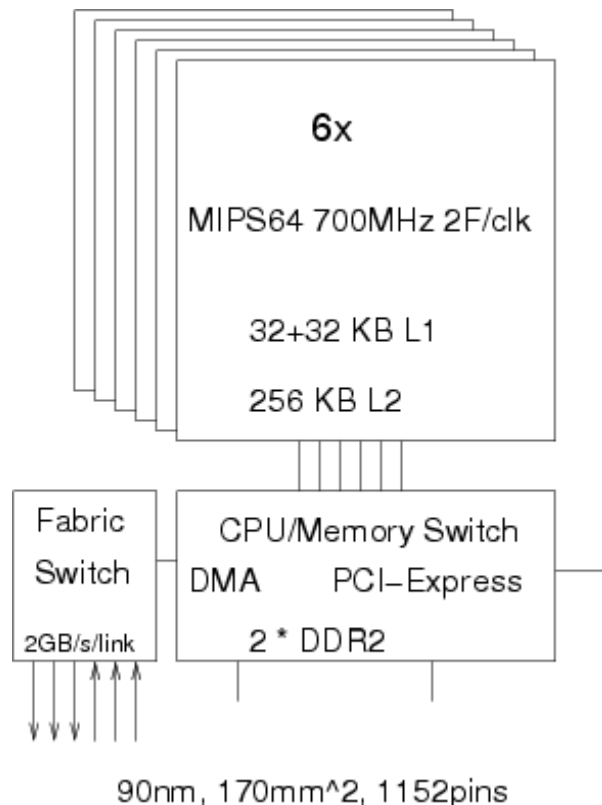 6x
MIPS64 700MHz 2F/clk
32+32 KB L1
256 KB L2
Fabric
Switch
2GB/s/link
CPU/Memory Switch
DMA PCI-Express
2 * DDR2
90nm, 170mm^2, 1152pins